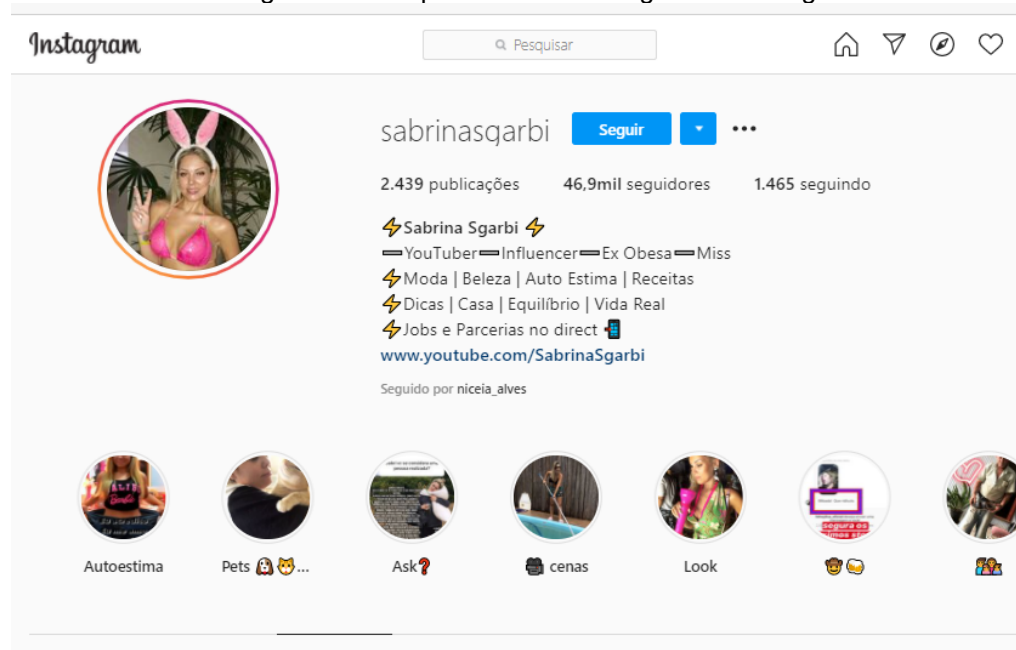 Instagram
Pesquisar
sabrinasgarbi Seguir
2.439 publicações 46,9mil seguidores 1.465 seguindo
⚡Sabrina Sgarbi⚡
➖YouTuber➖Influencer➖Ex Obesa➖Miss
⚡Moda | Beleza | Auto Estima | Receitas
⚡Dicas | Casa | Equilíbrio | Vida Real
⚡Jobs e Parcerias no direct 📲
www.youtube.com/SabrinaSgarbi
Seguido por niceia_alves
segura os
Autoestima Pets 🐶🐱... Ask❓ 🎥 cenas Look 🤠🍻